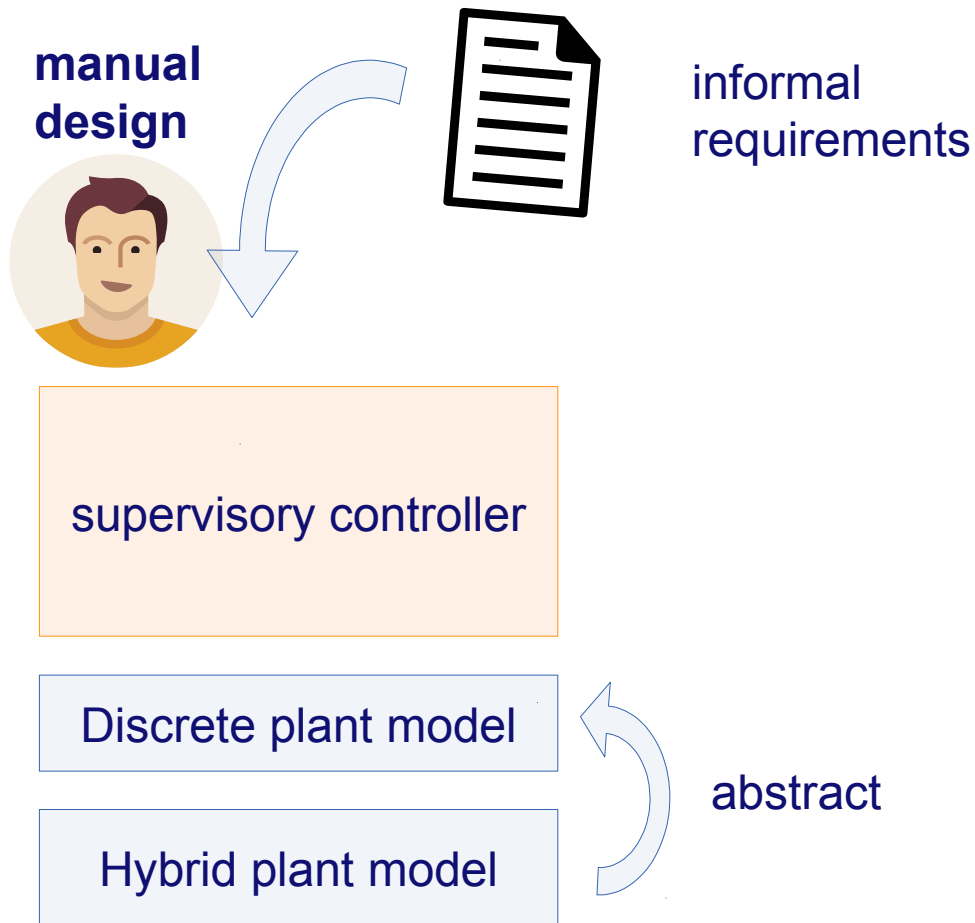 manual
design
informal
requirements
supervisory controller
Discrete plant model
abstract
Hybrid plant model